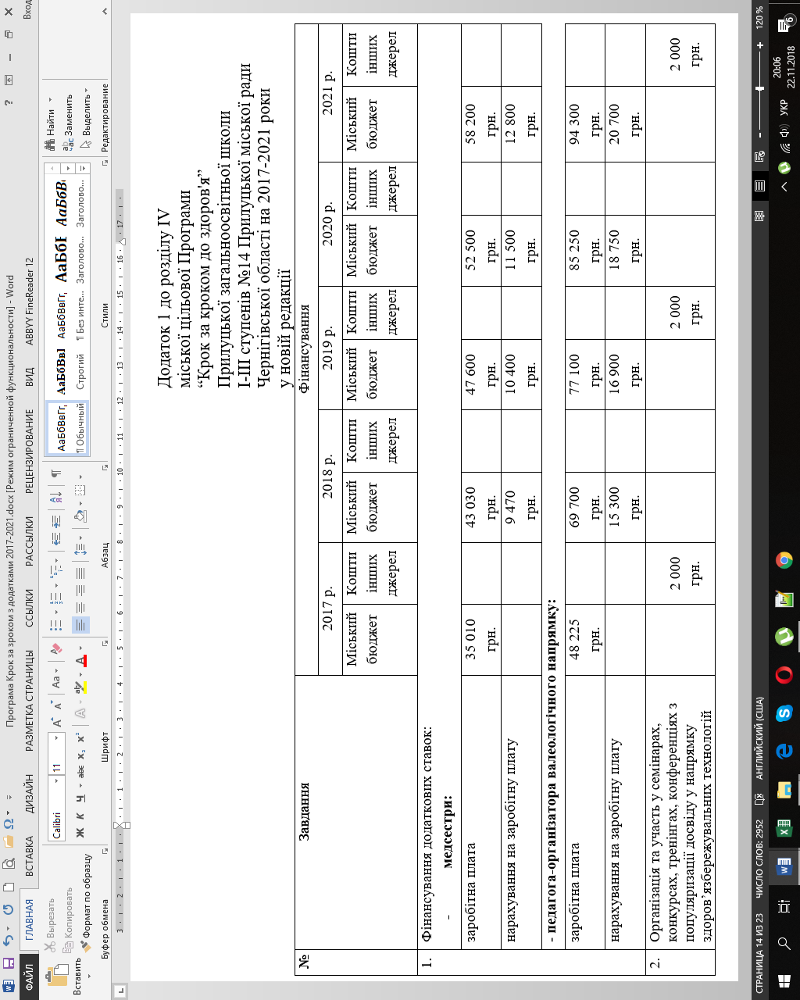 Програма Крок за зроком з додатками 2017-2021.docx [Режим ограниченной функциональности] - Word
Вход
ФАЙЛ
ГЛАВНАЯ
ВСТАВКА
ДИЗАЙН
РАЗМЕТКА СТРАНИЦЫ
ССЫЛКИ
РАССЫЛКИ
РЕЦЕНЗИРОВАНИЕ
ВИД
ABBYY FineReader 12
Вставить
Вырезать
Копировать
Формат по образцу
Буфер обмена
Calibri
11
Шрифт
Абзац
АаБбВвГг,
¶ Обычный
АаБбВвІ
Строгий
АаБбВвГг,
¶ Без инте...
АаБбІ
Заголово...
АаБбВ
Заголово...
Стили
Найти
Заменить
Выделить
Редактирование
Додаток 1 до розділу IV
міської цільової Програми
“Крок за кроком до здоров'я”
Прилуцької загальноосвітньої школи
І-ІІІ ступенів №14 Прилуцької міської ради
Чернігівської області на 2017-2021 роки
у новій редакції
№
Завдання
Фінансування
2017 р.
2018 р.
2019 р.
2020 р.
2021 р.
Міський бюджет
Кошти інших джерел
Міський бюджет
Кошти інших джерел
Міський бюджет
Кошти інших джерел
Міський бюджет
Кошти інших джерел
Міський бюджет
Кошти інших джерел
1.
Фінансування додаткових ставок:
- медсестри:
заробітна плата
35 010 грн.
43 030 грн.
47 600 грн.
52 500 грн.
58 200 грн.
нарахування на заробітну плату
9 470 грн.
10 400 грн.
11 500 грн.
12 800 грн.
- педагога-організатора валеологічного напрямку:
заробітна плата
48 225 грн.
69 700 грн.
77 100 грн.
85 250 грн.
94 300 грн.
нарахування на заробітну плату
15 300 грн.
16 900 грн.
18 750 грн.
20 700 грн.
2.
Організація та участь у семінарах,
конкурсах, тренінгах, конференціях з
популяризації досвіду у напрямку
здоров’язбережувальних технологій
2 000 грн.
2 000 грн.
2 000 грн.
СТРАНИЦА 14 ИЗ 23
ЧИСЛО СЛОВ: 2952
АНГЛИЙСКИЙ (США)
120 %
УКР
20:06
22.11.2018
6